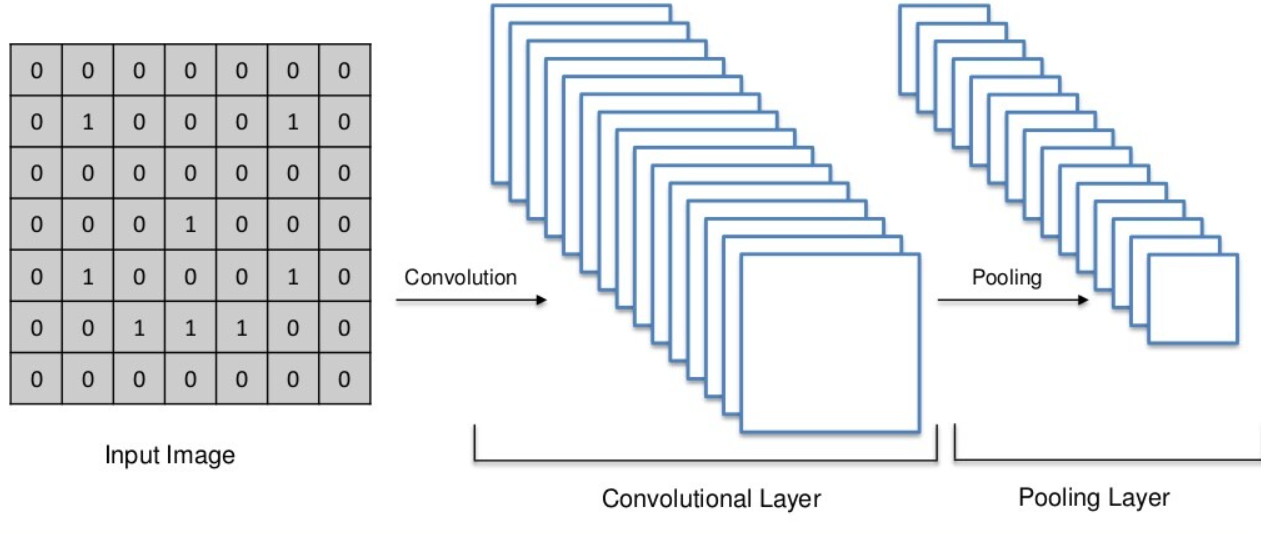 0 0 0 0 0 0 0
0 1 0 0 0 1 0
0 0 0 0 0 0 0
0 0 0 1 0 0 0
0 1 0 0 0 1 0
0 0 1 1 1 0 0
0 0 0 0 0 0 0
Input Image
Convolution
Convolutional Layer
Pooling
Pooling Layer